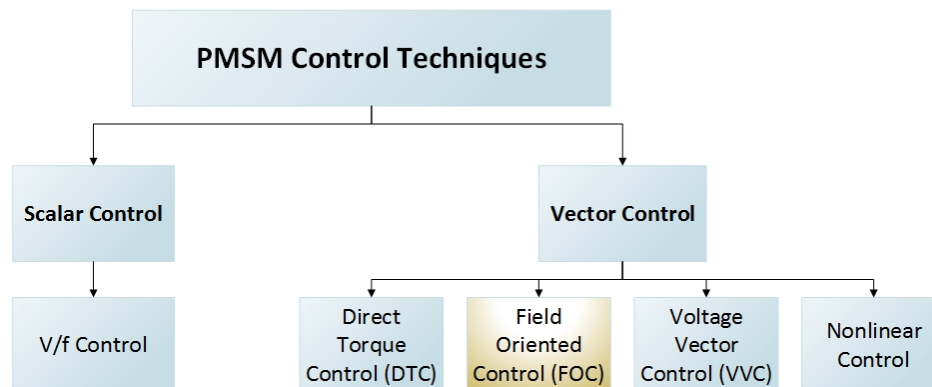 PMSM Control Techniques
Scalar Control
Vector Control
V/f Control
Direct
Torque
Control (DTC)
Field
Oriented
Control (FOC)
Voltage
Vector
Control (VVC)
Nonlinear
Control